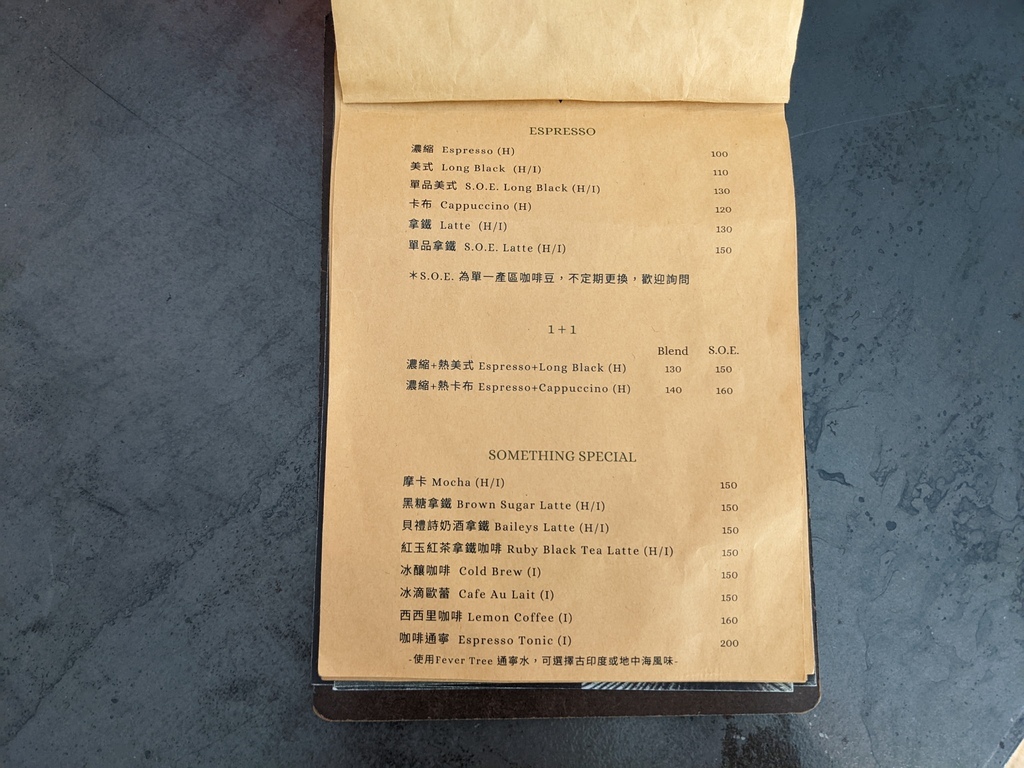 ESPRESSO
濃縮 Espresso (H) 100
美式 Long Black (H/I) 110
單品美式 S.O.E. Long Black (H/I) 130
卡布 Cappuccino (H) 120
拿鐵 Latte (H/I) 130
單品拿鐵 S.O.E. Latte (H/I) 150
＊S.O.E. 為單一產區咖啡豆，不定期更換，歡迎詢問
1 + 1
Blend S.O.E.
濃縮+熱美式 Espresso+Long Black (H) 130 150
濃縮+熱卡布 Espresso+Cappuccino (H) 140 160
SOMETHING SPECIAL
摩卡 Mocha (H/I) 150
黑糖拿鐵 Brown Sugar Latte (H/I) 150
貝禮詩奶酒拿鐵 Baileys Latte (H/I) 150
紅玉紅茶拿鐵咖啡 Ruby Black Tea Latte (H/I) 150
冰釀咖啡 Cold Brew (I) 150
冰滴歐蕾 Cafe Au Lait (I) 150
西西里咖啡 Lemon Coffee (I) 160
咖啡通寧 Espresso Tonic (I) 200
-使用Fever Tree 通寧水，可選擇古印度或地中海風味-